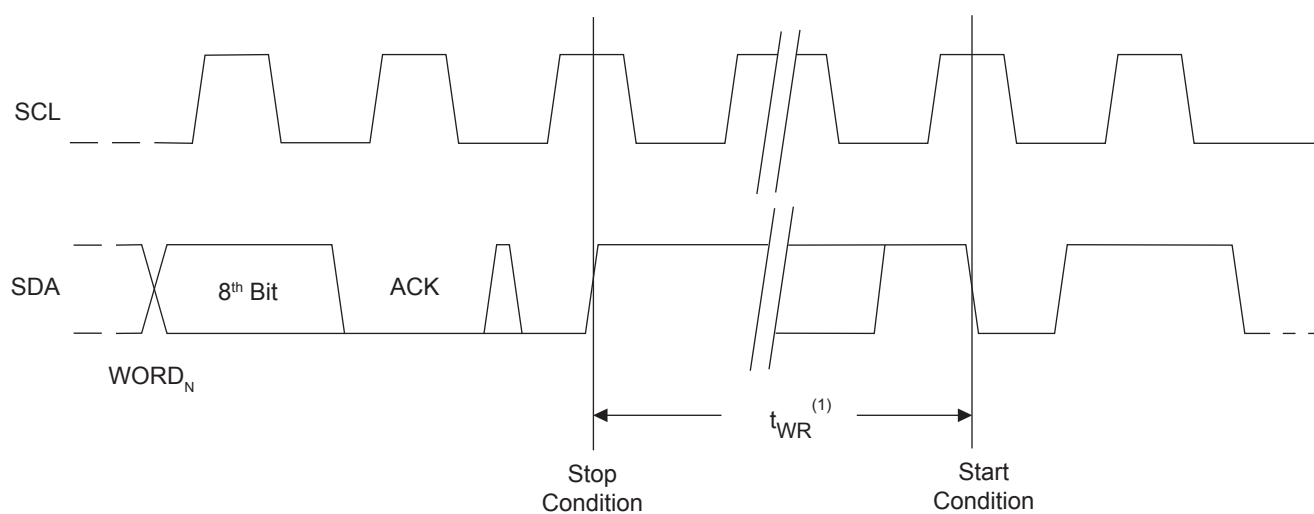 SCL
SDA
8th Bit
ACK
WORDN
tWR(1)
Stop
Condition
Start
Condition